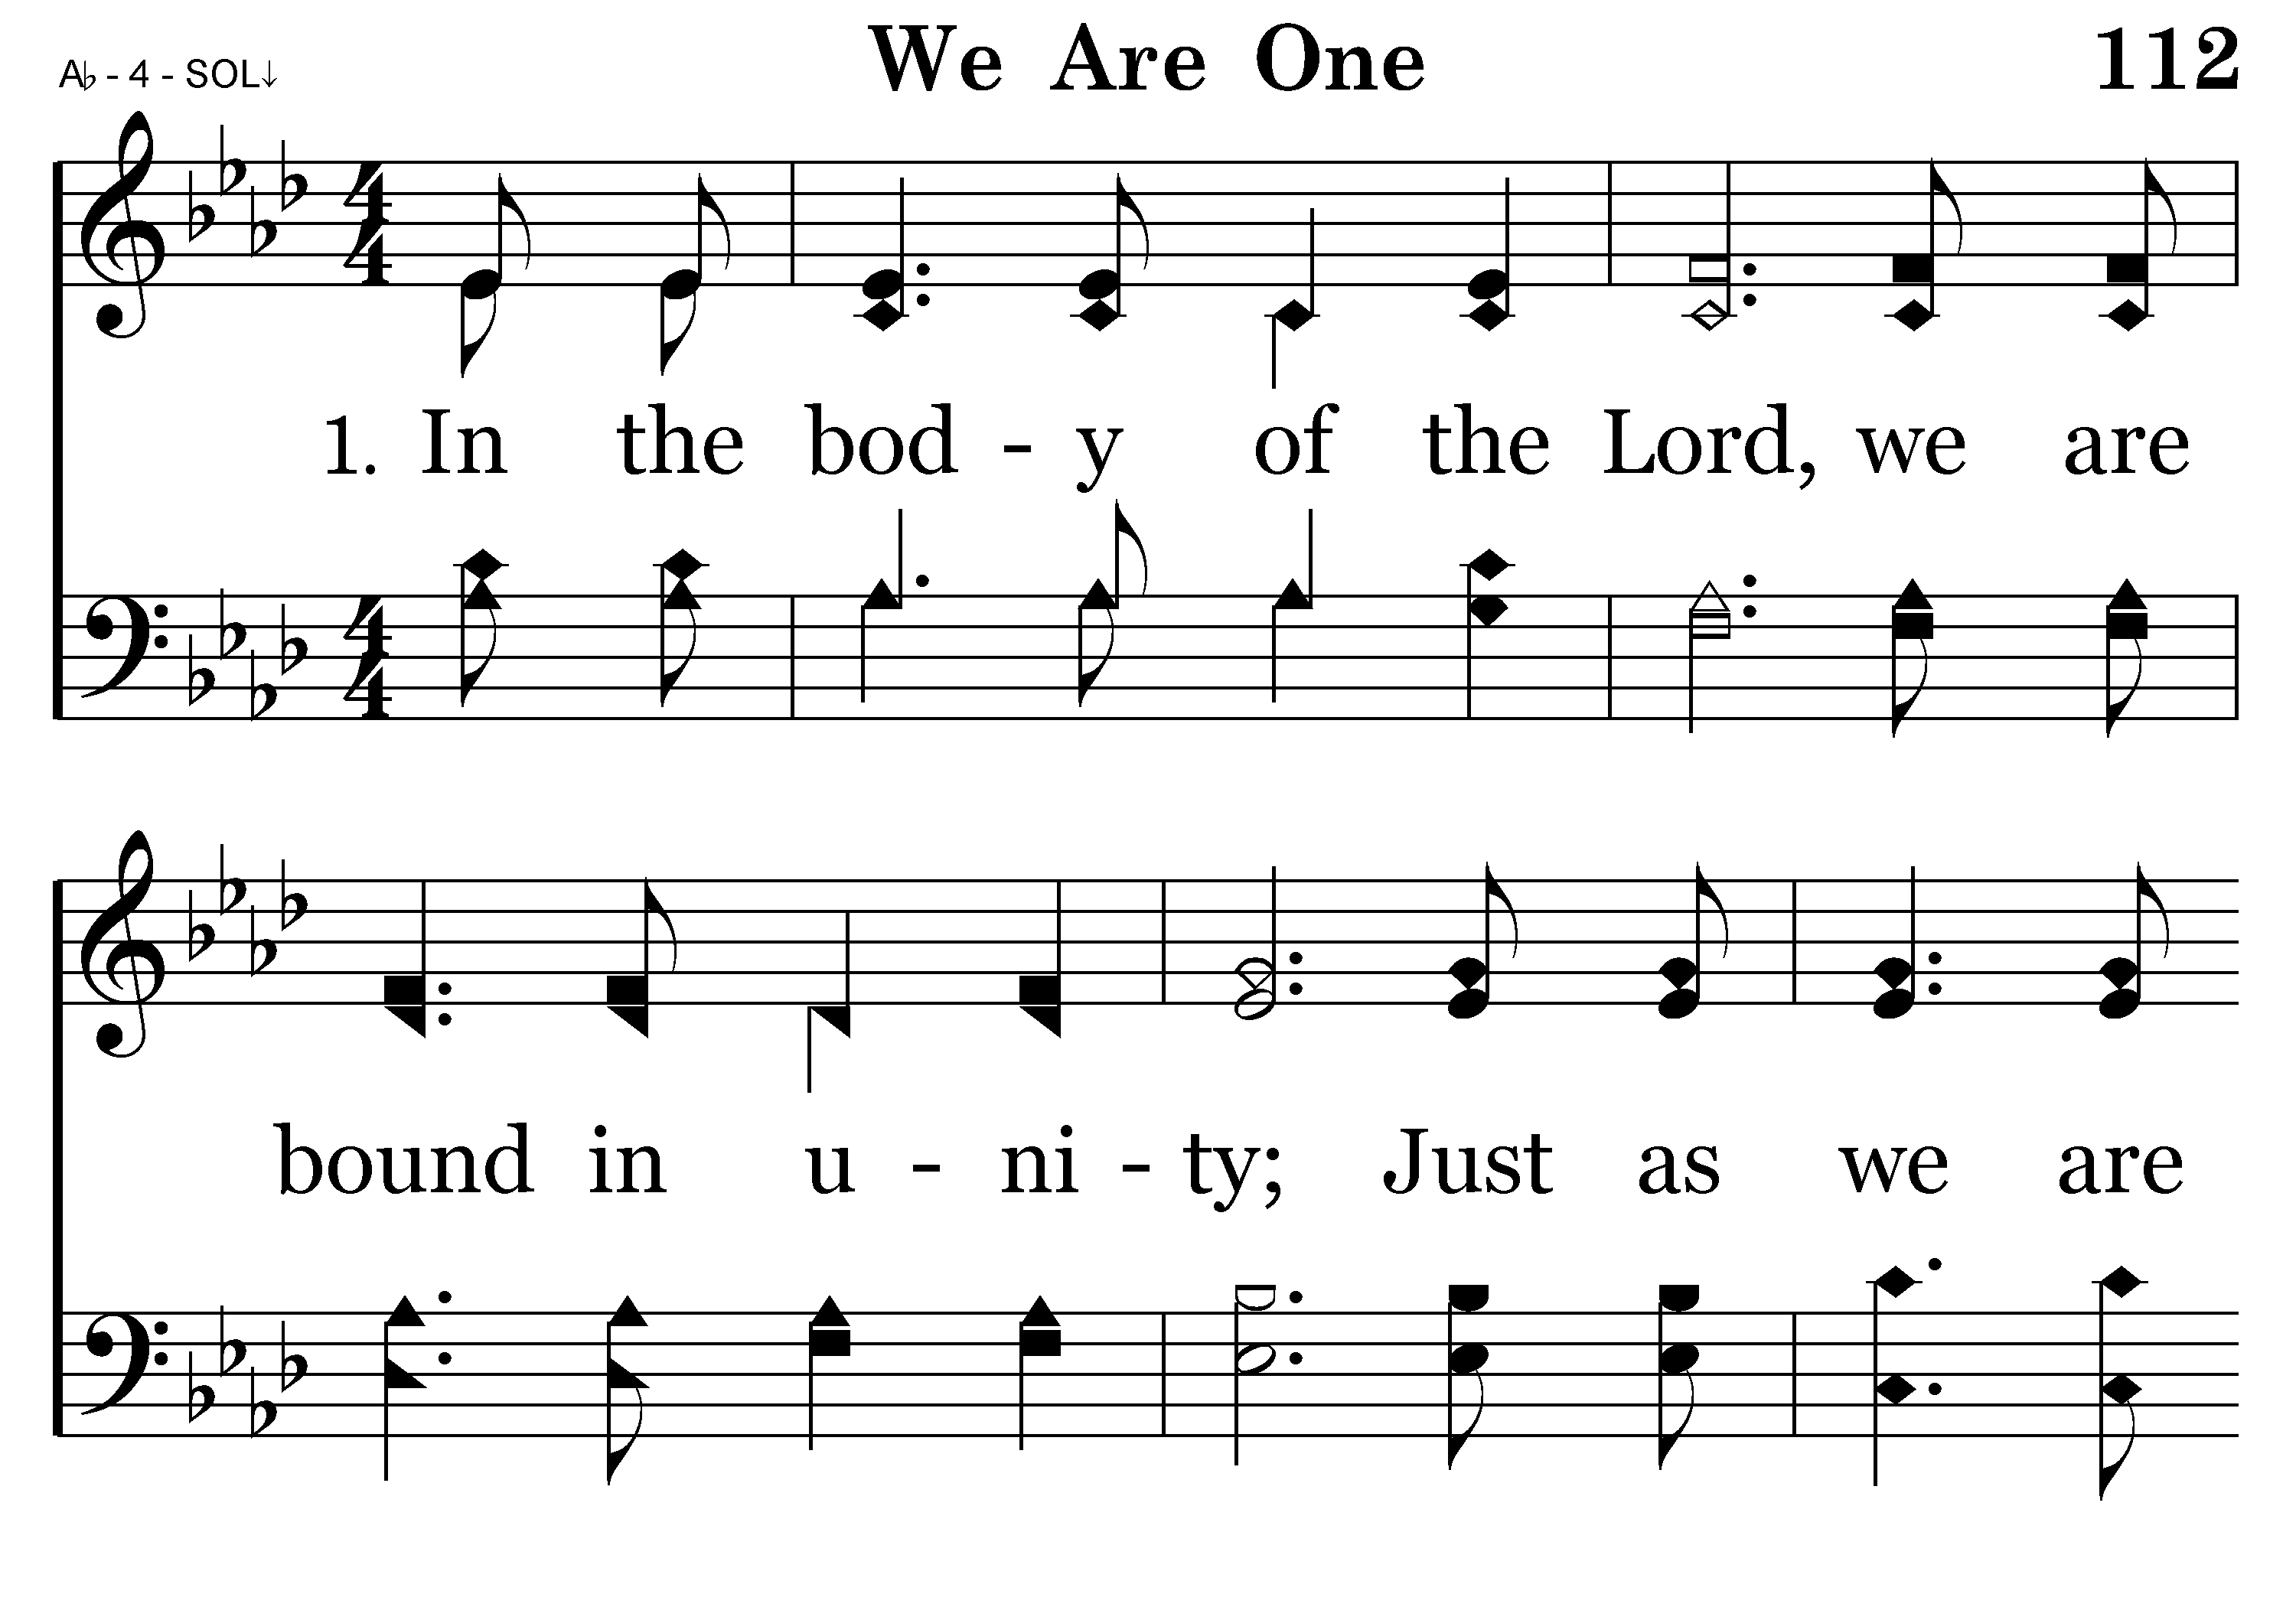 We Are One
112
A♭ - 4 - SOL↓
1. In the bod - y of the Lord, we are
bound in u - ni - ty; Just as we are